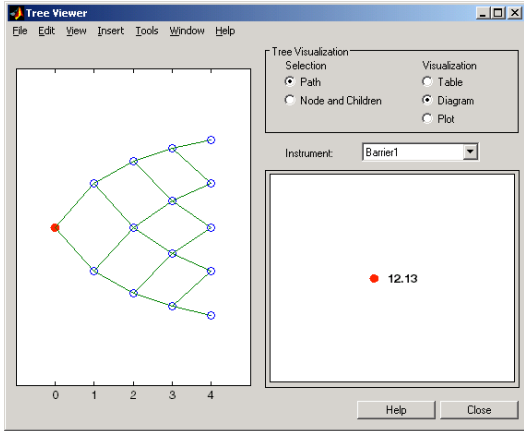 Tree Viewer
File Edit View Insert Tools Window Help
Tree Visualization
Selection Visualization
Path Table
Node and Children Diagram
Plot
Instrument: Barrier1
12.13
0 1 2 3 4
Help Close